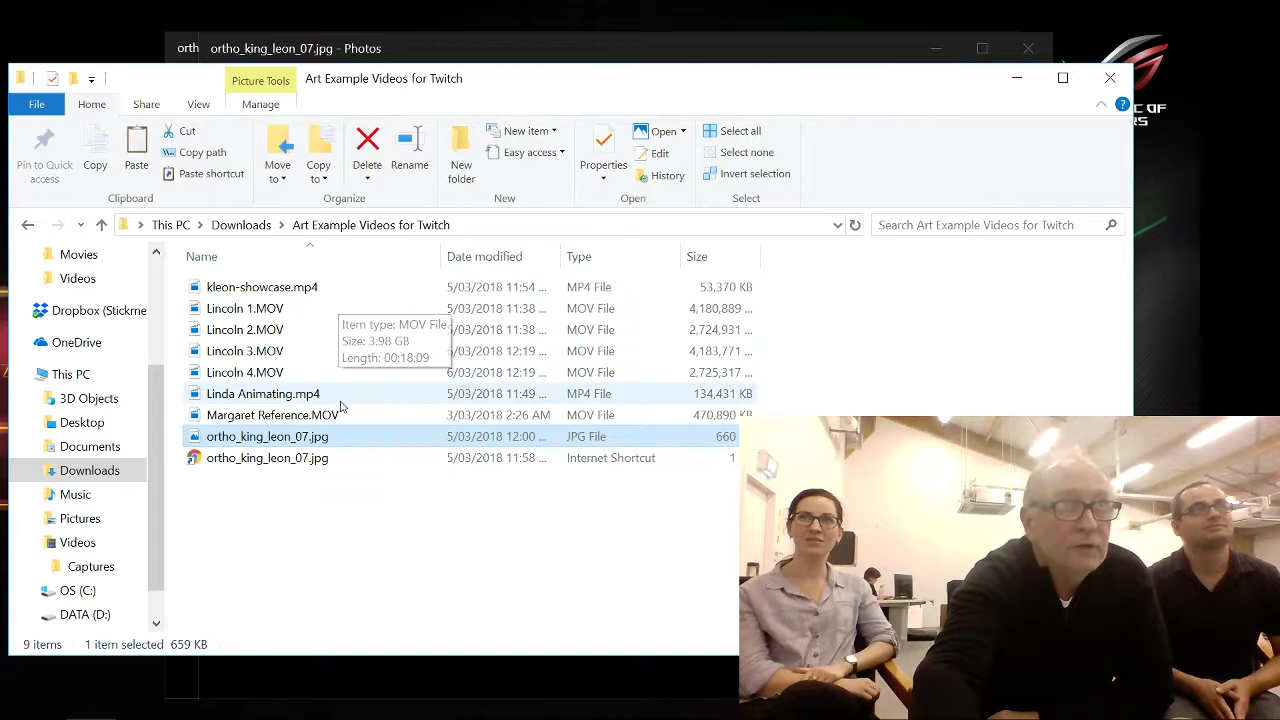 orth ortho_king_leon_07.jpg - Photos
Picture Tools Art Example Videos for Twitch
File Home Share View Manage
Pin to Quick access
Copy
Paste
Cut
Copy path
Paste shortcut
Clipboard
Move to
Copy to
Delete
Rename
Organize
New folder
New item
Easy access
New
Properties
Open
Edit
History
Open
Select all
Select none
Invert selection
Select
This PC Downloads Art Example Videos for Twitch Search Art Example Videos for Twitch
Name Date modified Type Size
kleon-showcase.mp4 5/03/2018 11:54 ... MP4 File 53,370 KB
Lincoln 1.MOV 5/03/2018 11:38 ... MOV File 4,180,889 ...
Lincoln 2.MOV 5/03/2018 11:38 ... MOV File 2,724,931 ...
Lincoln 3.MOV 5/03/2018 12:19 ... MOV File 4,183,771 ...
Lincoln 4.MOV 6/03/2018 12:19 ... MOV File 2,725,317 ...
Linda Animating.mp4 5/03/2018 11:49 ... MP4 File 134,431 KB
Margaret Reference.MOV 3/03/2018 2:26 AM MOV File 470,890 KB
ortho_king_leon_07.jpg 5/03/2018 12:00 ... JPG File 660
ortho_king_leon_07.jpg 5/03/2018 11:58 ... Internet Shortcut 1
Item type: MOV File
Size: 3.98 GB
Length: 00:18:09
Movies
Videos
Dropbox (Stickme
OneDrive
This PC
3D Objects
Desktop
Documents
Downloads
Music
Pictures
Videos
Captures
OS (C:)
DATA (D:)
9 items 1 item selected 659 KB